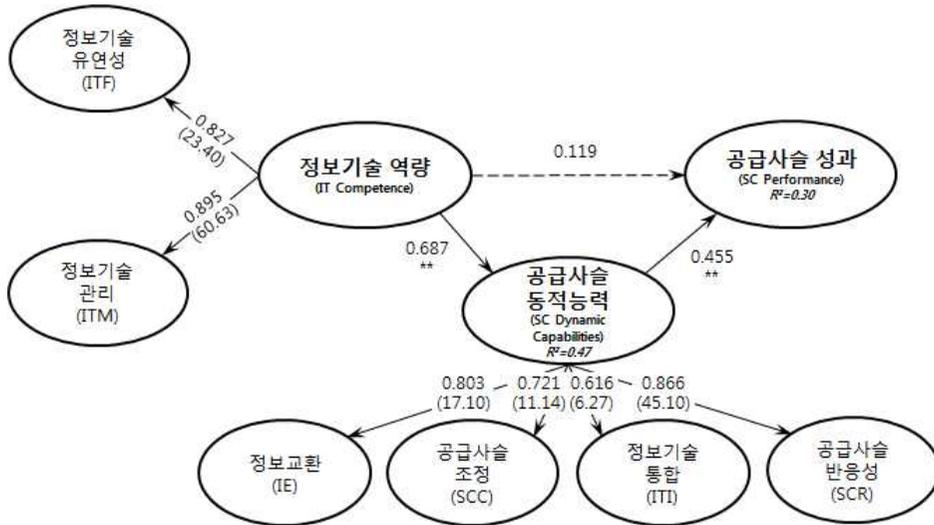 정보기술
유연성
(ITF)
0.827
(23.40)
정보기술 역량
(IT Competence)
0.119
공급사슬 성과
(SC Performance)
R²=0.30
0.895
(60.63)
정보기술
관리
(ITM)
0.687
**
0.455
**
공급사슬
동적능력
(SC Dynamic
Capabilities)
R²=0.47
0.803
(17.10)
0.721
(11.14)
0.616
(6.27)
0.866
(45.10)
정보교환
(IE)
공급사슬
조정
(SCC)
정보기술
통합
(ITI)
공급사슬
반응성
(SCR)